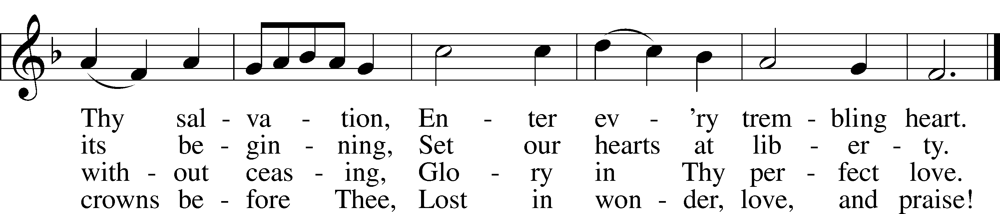 Thy sal - va - tion, En - ter ev - 'ry trem - bling heart.
its be - gin - ning, Set our hearts at lib - er - ty.
with - out ceas - ing, Glo - ry in Thy per - fect love.
crowns be - fore Thee, Lost in won - der, love, and praise!